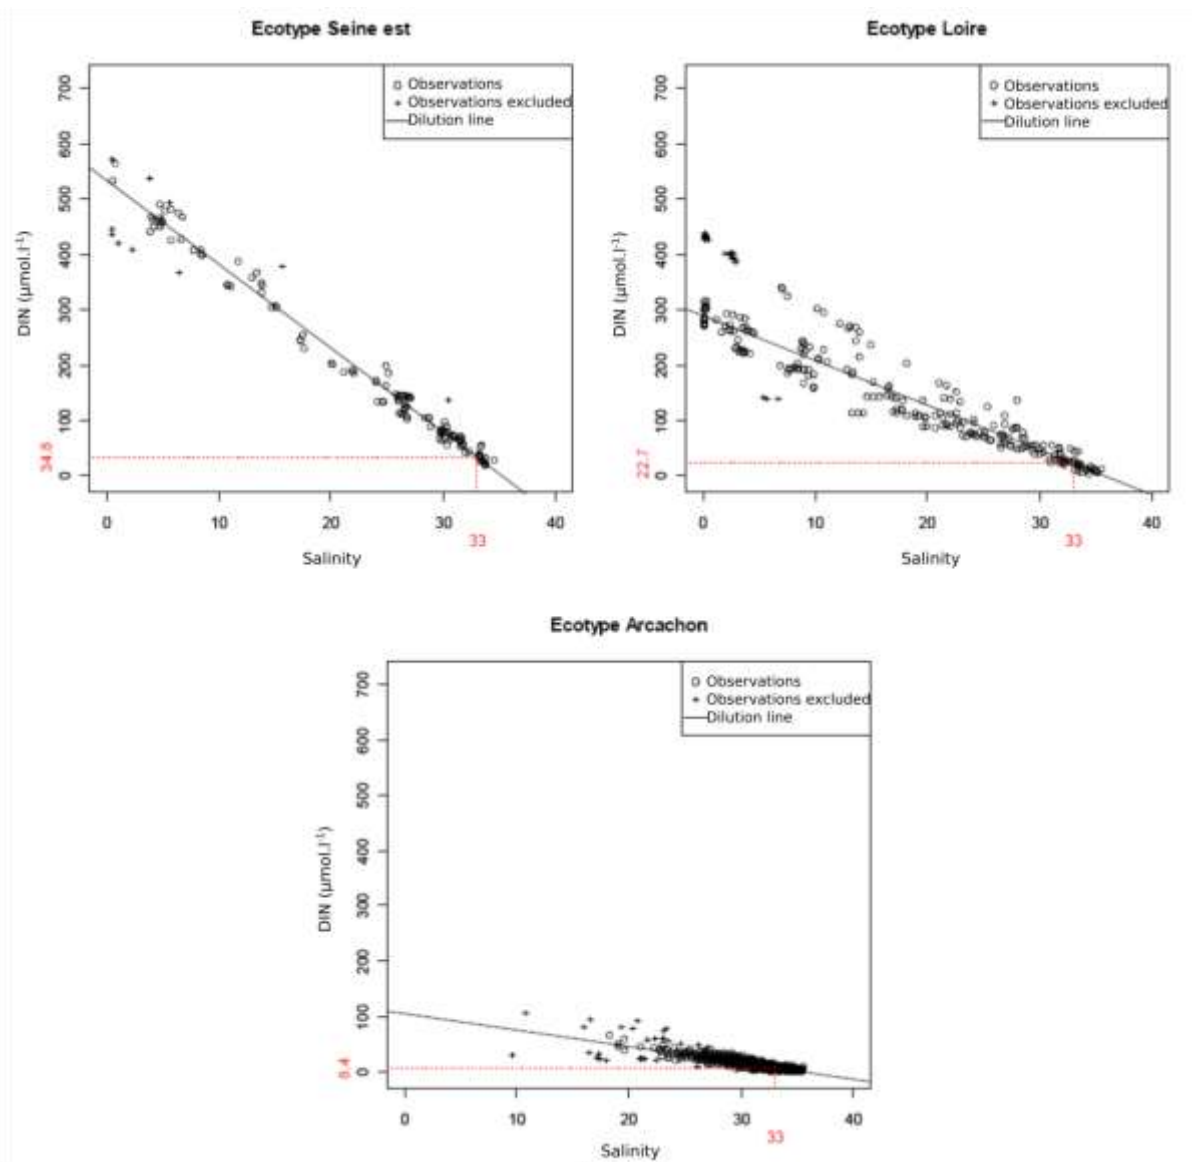 Ecotype Seine est
DIN (µmol.l⁻¹)
700
600
500
400
300
200
100
0
34.8
Observations
Observations excluded
Dilution line
0 10 20 30 40
33
Salinity
Ecotype Loire
DIN (µmol.l⁻¹)
700
600
500
400
300
200
100
0
22.7
Observations
Observations excluded
Dilution line
0 10 20 30 40
33
Salinity
Ecotype Arcachon
DIN (µmol.l⁻¹)
700
600
500
400
300
200
100
0
8.4
Observations
Observations excluded
Dilution line
0 10 20 30 40
33
Salinity